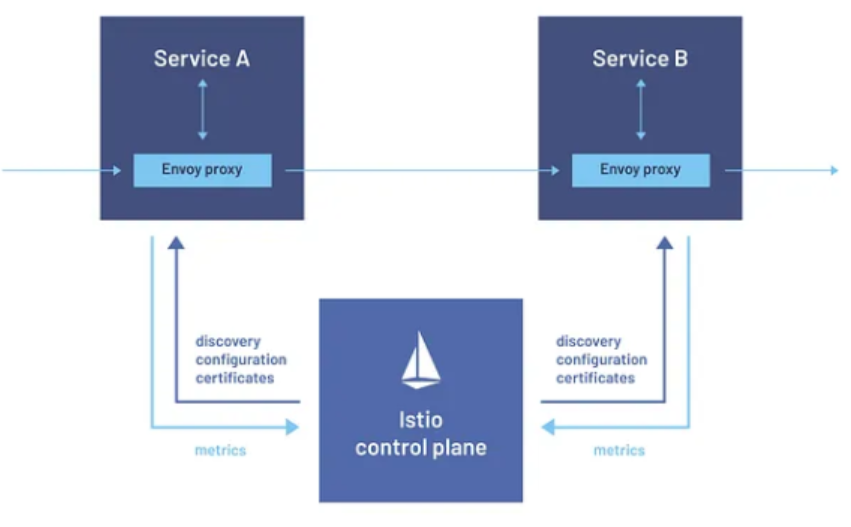 Service A
Service B
Envoy proxy
Envoy proxy
discovery
configuration
certificates
discovery
configuration
certificates
Istio
control plane
metrics
metrics